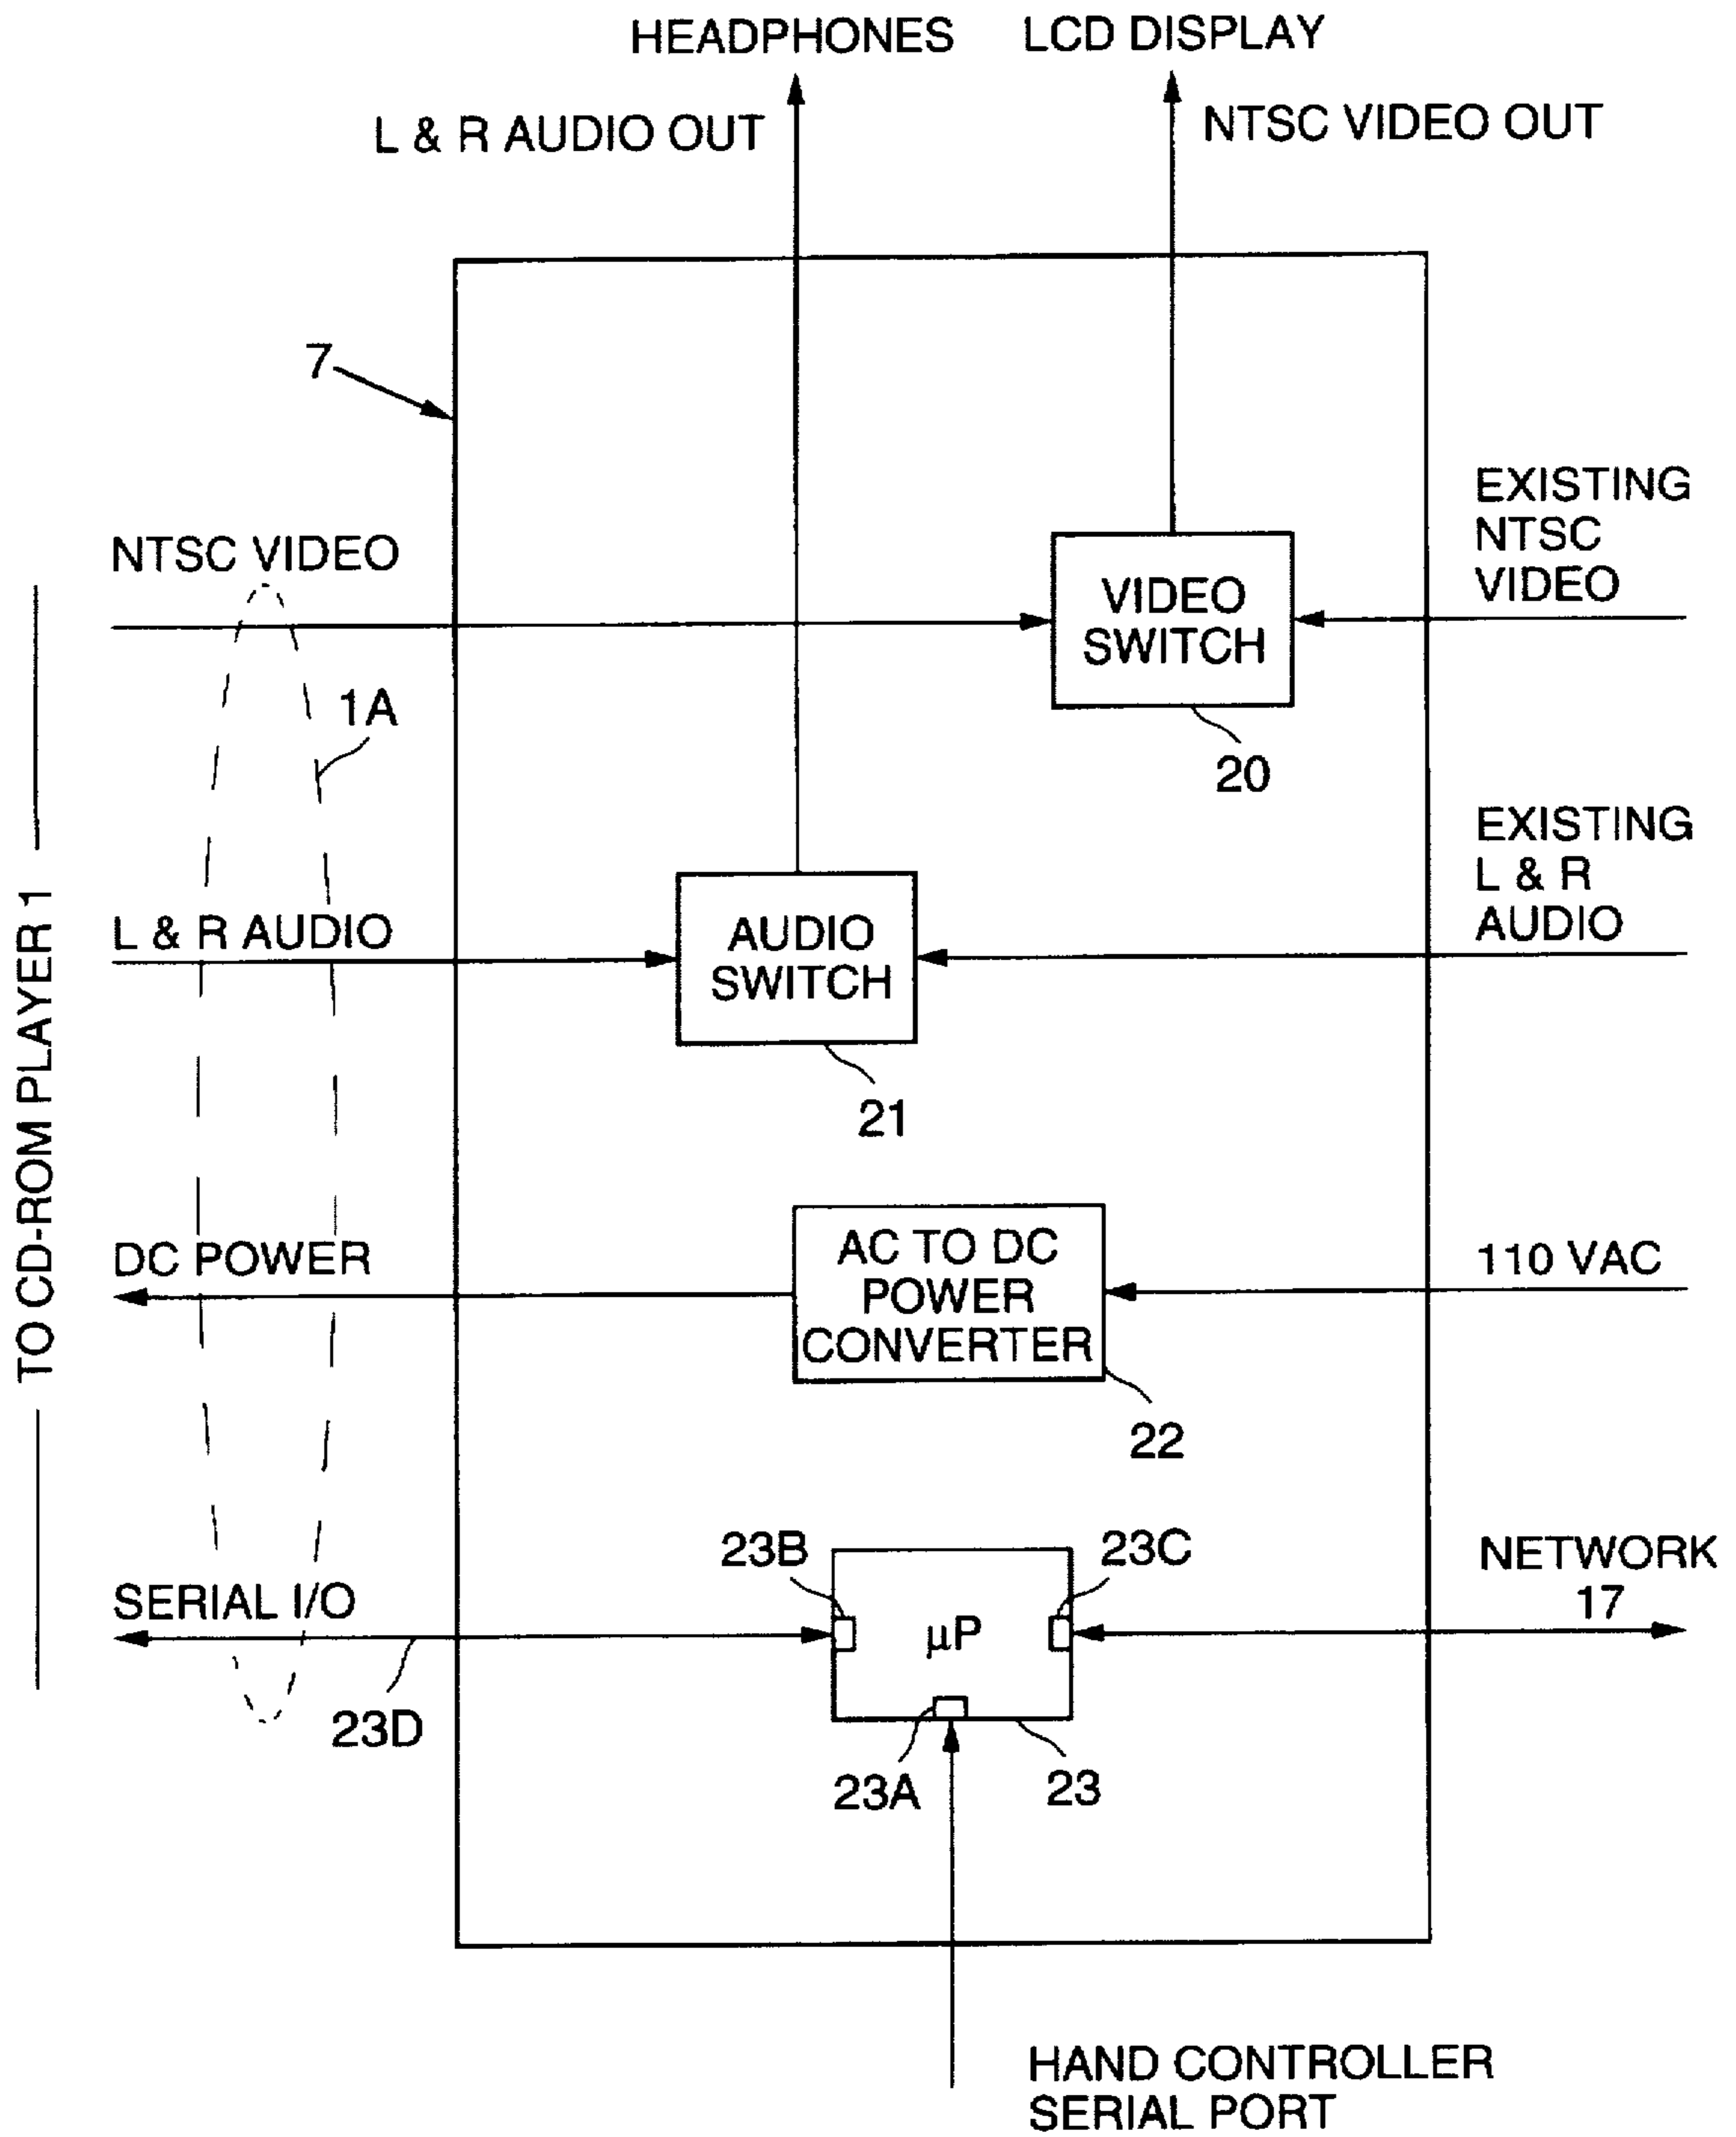 HEADPHONES
LCD DISPLAY
L & R AUDIO OUT
NTSC VIDEO OUT
7
EXISTING
NTSC
VIDEO
NTSC VIDEO
VIDEO
SWITCH
1A
20
EXISTING
L & R
AUDIO
L & R AUDIO
AUDIO
SWITCH
21
TO CD-ROM PLAYER 1
DC POWER
AC TO DC
POWER
CONVERTER
110 VAC
22
23B
23C
NETWORK
17
SERIAL I/O
µP
23D
23A
23
HAND CONTROLLER
SERIAL PORT